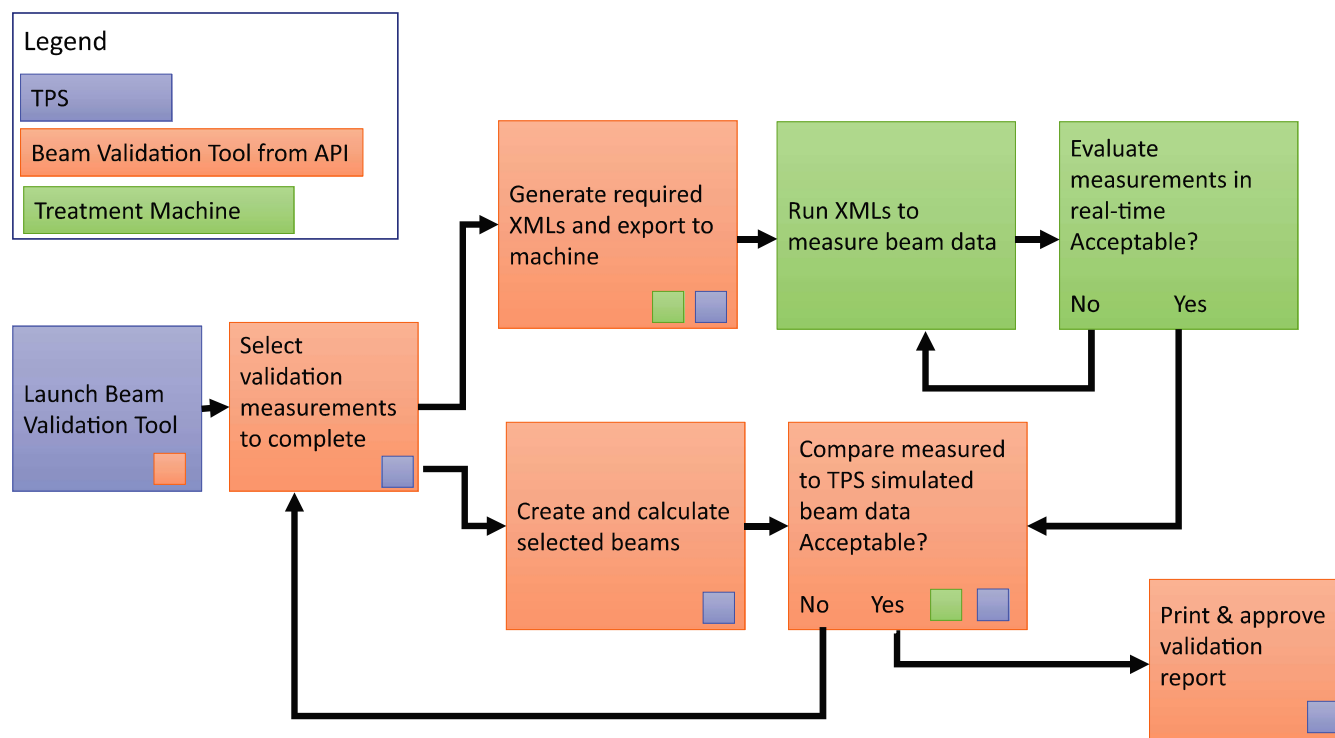 Legend
TPS
Beam Validation Tool from API
Treatment Machine
Launch Beam
Validation Tool
Select
validation
measurements
to complete
Generate required
XMLs and export to
machine
Run XMLs to
measure beam data
Evaluate
measurements in
real-time
Acceptable?
No Yes
Create and calculate
selected beams
Compare measured
to TPS simulated
beam data
Acceptable?
No Yes
Print & approve
validation
report